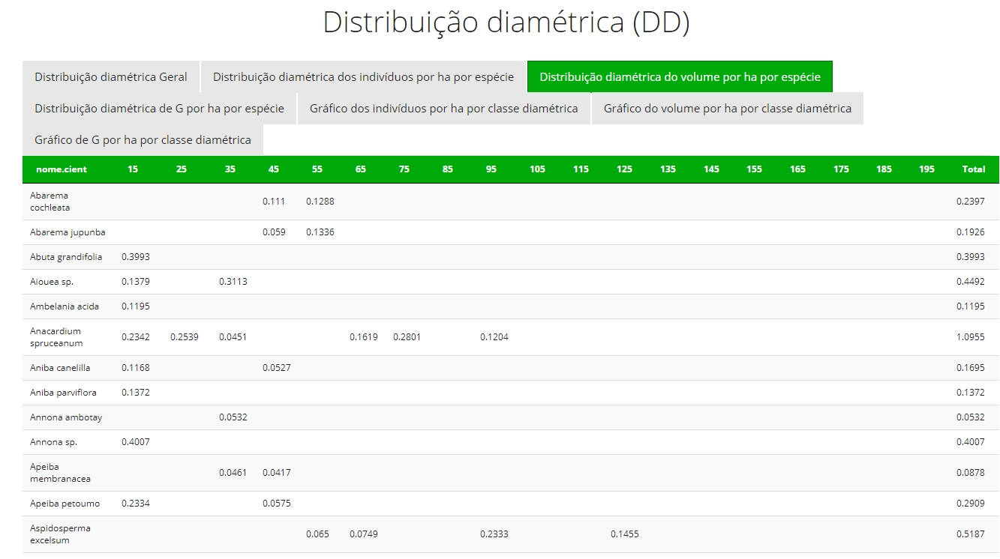 Distribuição diamétrica (DD)
Distribuição diamétrica Geral Distribuição diamétrica dos indivíduos por ha por espécie Distribuição diamétrica do volume por ha por espécie
Distribuição diamétrica de G por ha por espécie Gráfico dos indivíduos por ha por classe diamétrica Gráfico do volume por ha por classe diamétrica
Gráfico de G por ha por classe diamétrica
nome.cient 15 25 35 45 55 65 75 85 95 105 115 125 135 145 155 165 175 185 195 Total
Abarema
cochleata 0.111 0.1288 0.2397
Abarema jupunba 0.059 0.1336 0.1926
Abuta grandifolia 0.3993 0.3993
Aiouea sp. 0.1379 0.3113 0.4492
Ambelania acida 0.1195 0.1195
Anacardium
spruceanum 0.2342 0.2539 0.0451 0.1619 0.2801 0.1204 1.0955
Aniba canelilla 0.1168 0.0527 0.1695
Aniba parviflora 0.1372 0.1372
Annona ambotay 0.0532 0.0532
Annona sp. 0.4007 0.4007
Apeiba
membranacea 0.0461 0.0417 0.0878
Apeiba petoumo 0.2334 0.0575 0.2909
Aspidosperma
excelsum 0.065 0.0749 0.2333 0.1455 0.5187